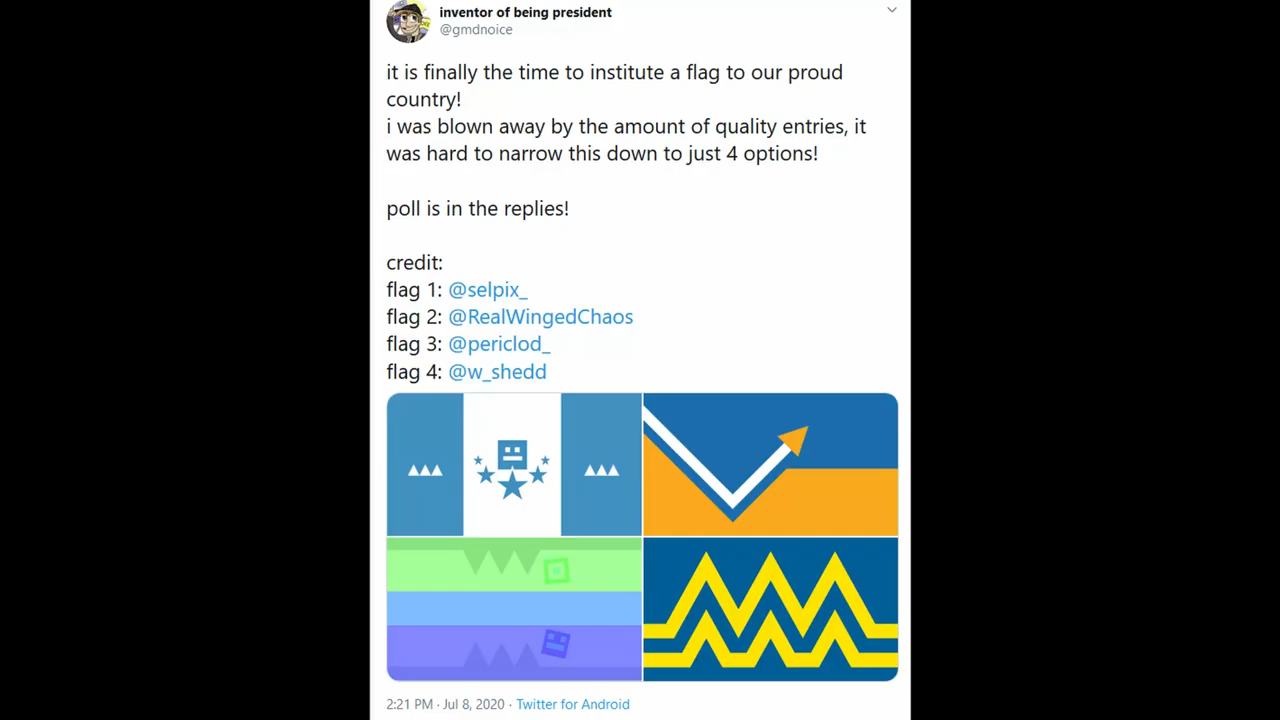 inventor of being president
@gmdnoice
it is finally the time to institute a flag to our proud
country!
i was blown away by the amount of quality entries, it
was hard to narrow this down to just 4 options!
poll is in the replies!
credit:
flag 1: @selpix_
flag 2: @RealWingedChaos
flag 3: @periclod_
flag 4: @w_shedd
2:21 PM · Jul 8, 2020 · Twitter for Android